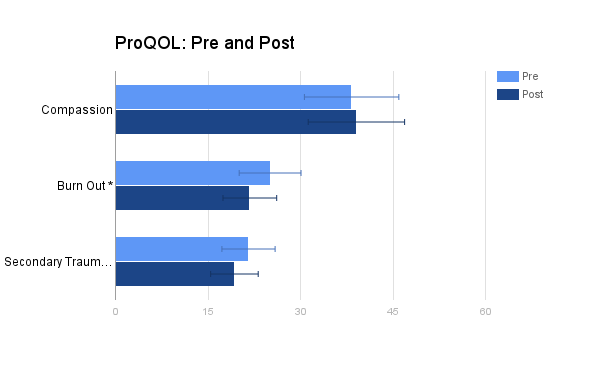 ProQOL: Pre and Post
Pre
Post
Compassion
Burn Out *
Secondary Traum...
0 15 30 45 60